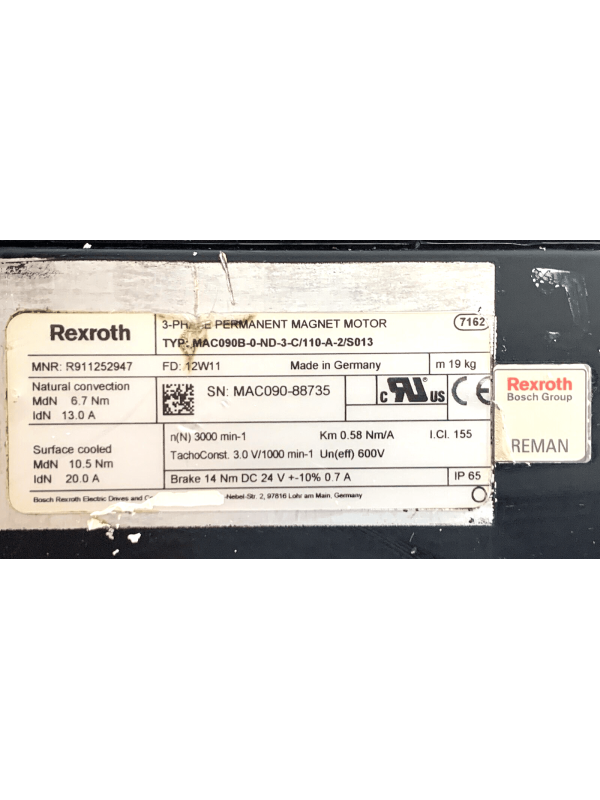 Rexroth
3-PHASE PERMANENT MAGNET MOTOR
7162
TYP: MAC090B-0-ND-3-C/110-A-2/S013
MNR: R911252947
FD: 12W11
Made in Germany
m 19 kg
Natural convection
MdN 6.7 Nm
IdN 13.0 A
SN: MAC090-88735
c RU us
CE
Surface cooled
MdN 10.5 Nm
IdN 20.0 A
n(N) 3000 min-1 Km 0.58 Nm/A I.Cl. 155
TachoConst. 3.0 V/1000 min-1 Un(eff) 600V
Brake 14 Nm DC 24 V +-10% 0.7 A
IP 65
Bosch Rexroth Electric Drives and -Nebel-Str. 2, 97816 Lohr am Main, Germany
Rexroth
Bosch Group
REMAN